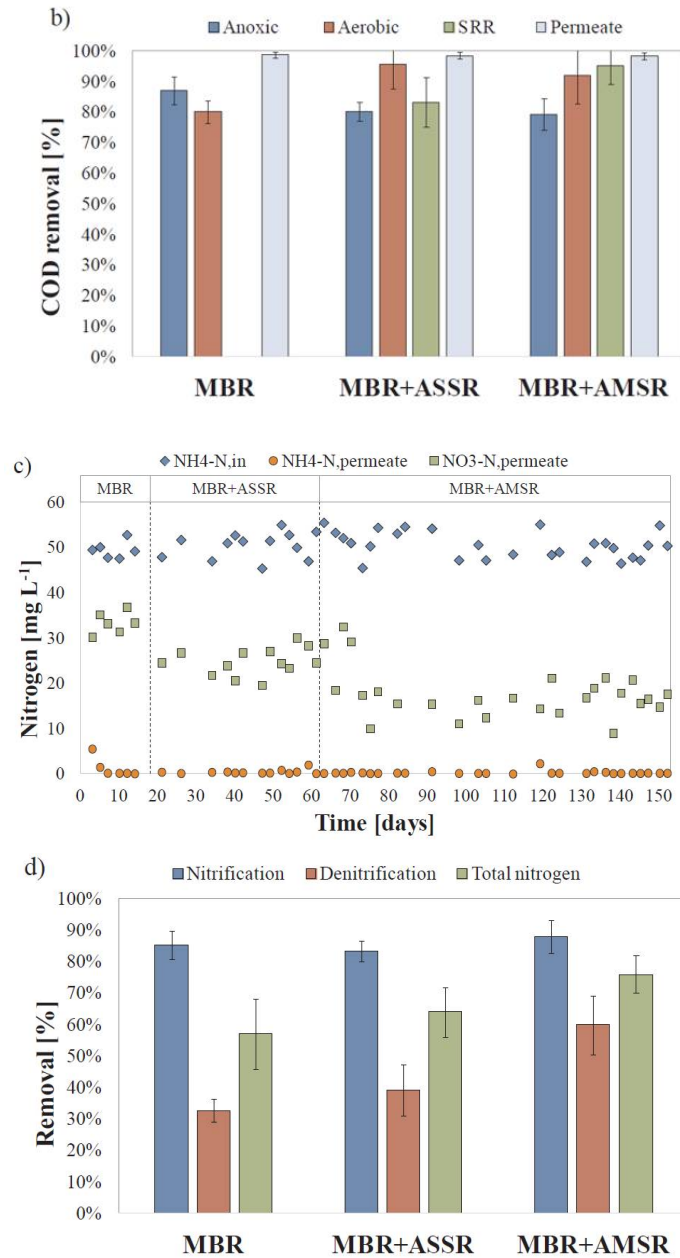 b)
Anoxic Aerobic SRR Permeate
100%
90%
80%
70%
60%
50%
40%
30%
20%
10%
0%
COD removal [%]
MBR MBR+ASSR MBR+AMSR
c)
NH4-N,in NH4-N,permeate NO3-N,permeate
MBR MBR+ASSR MBR+AMSR
60
50
40
30
20
10
0
Nitrogen [mg L⁻¹]
0 10 20 30 40 50 60 70 80 90 100 110 120 130 140 150
Time [days]
d)
Nitrification Denitrification Total nitrogen
100%
90%
80%
70%
60%
50%
40%
30%
20%
10%
0%
Removal [%]
MBR MBR+ASSR MBR+AMSR